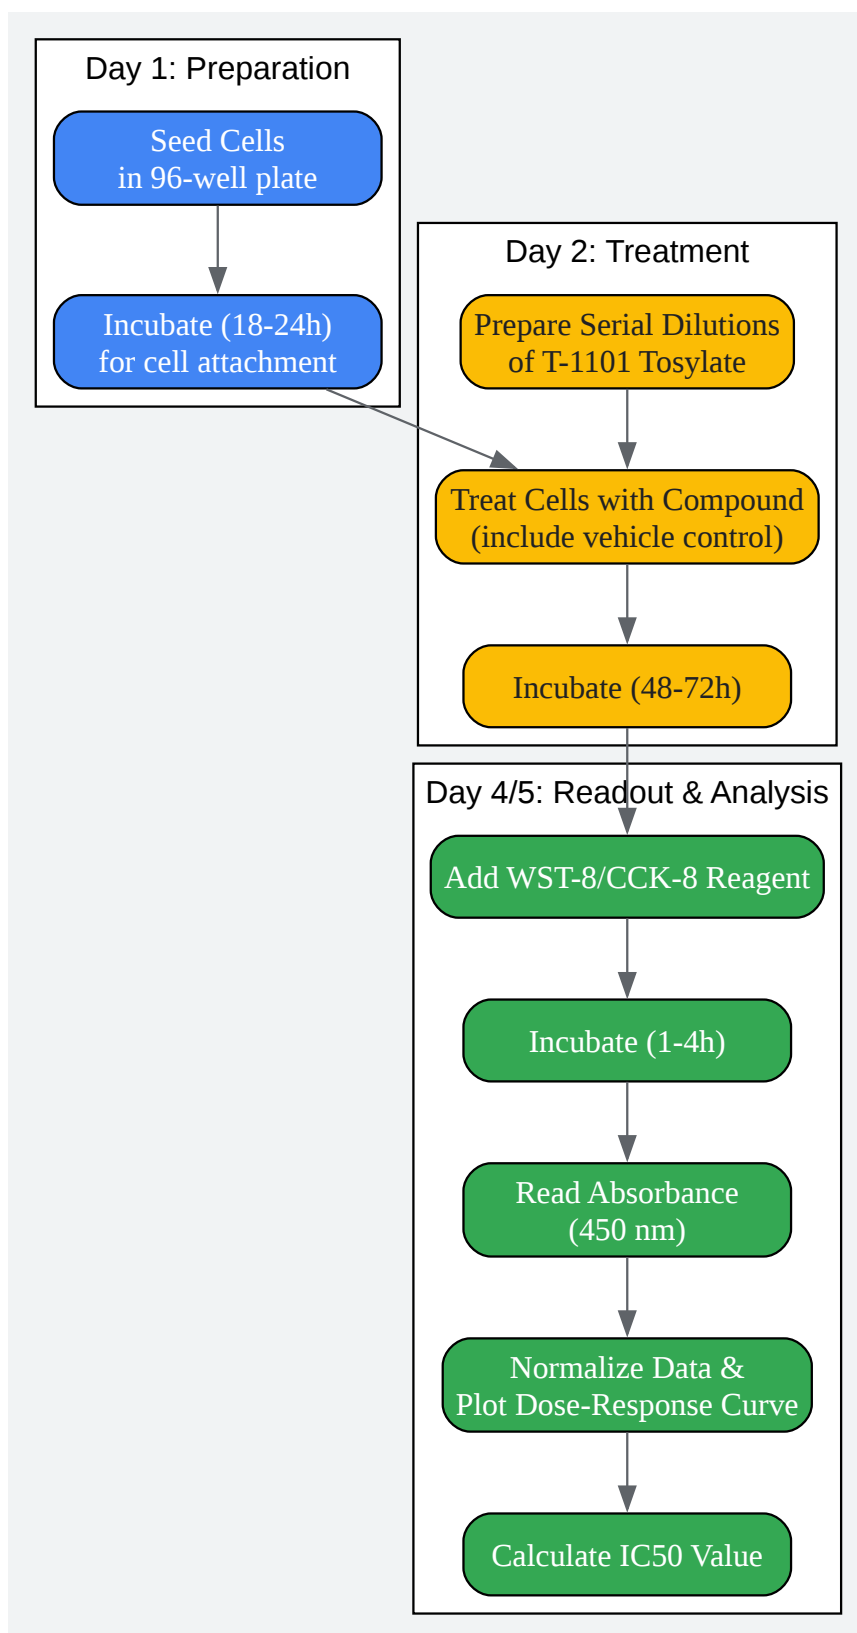 Day 1: Preparation
Seed Cells
in 96-well plate
Incubate (18-24h)
for cell attachment
Day 2: Treatment
Prepare Serial Dilutions
of T-1101 Tosylate
Treat Cells with Compound
(include vehicle control)
Incubate (48-72h)
Day 4/5: Readout & Analysis
Add WST-8/CCK-8 Reagent
Incubate (1-4h)
Read Absorbance
(450 nm)
Normalize Data &
Plot Dose-Response Curve
Calculate IC50 Value